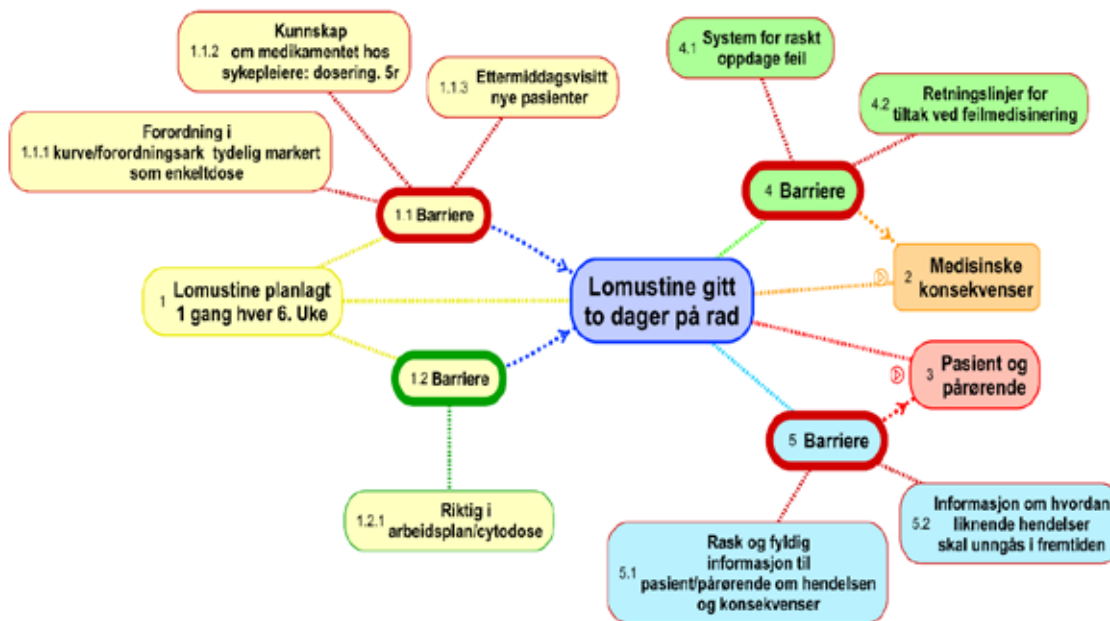 1.1.2 Kunnskap
om medikamentet hos
sykepleiere: dosering. 5r
1.1.3 Ettermiddagsvisitt
nye pasienter
1.1.1 Forordning i
kurve/forordningsark tydelig markert
som enkeltdose
1.1 Barriere
1 Lomustine planlagt
1 gang hver 6. Uke
1.2 Barriere
1.2.1 Riktig i
arbeidsplan/cytodose
Lomustine gitt
to dager på rad
4.1 System for raskt
oppdage feil
4.2 Retningslinjer for
tiltak ved feilmedisinering
4 Barriere
2 Medisinske
konsekvenser
3 Pasient og
pårørende
5 Barriere
5.1 Rask og fyldig
informasjon til
pasient/pårørende om hendelsen
og konsekvenser
5.2 Informasjon om hvordan
liknende hendelser
skal unngås i fremtiden